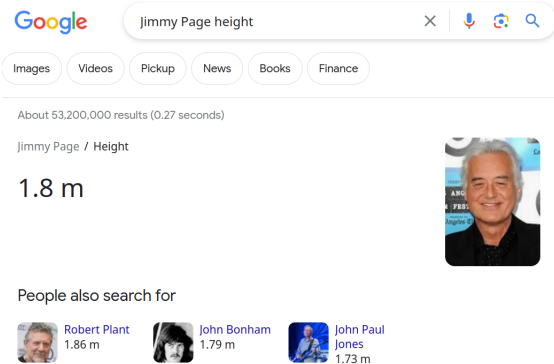 Google
Jimmy Page height
Images Videos Pickup News Books Finance
About 53,200,000 results (0.27 seconds)
Jimmy Page / Height
1.8 m
ANG
FEST
People also search for
Robert Plant
1.86 m
John Bonham
1.79 m
John Paul Jones
1.73 m